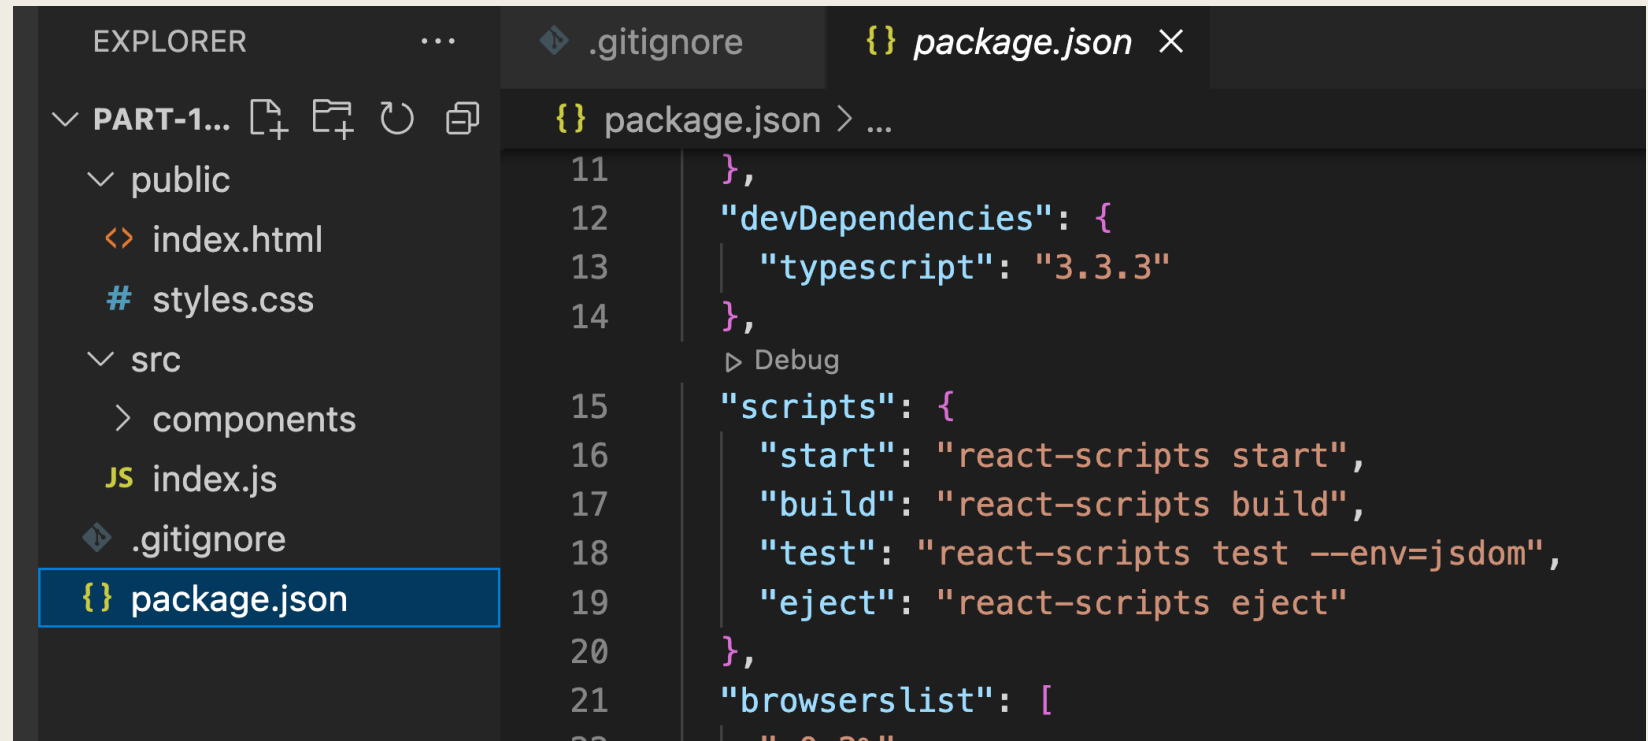 EXPLORER ...
PART-1...
public
index.html
# styles.css
src
components
JS index.js
.gitignore
{} package.json
.gitignore
{} package.json
{} package.json > ...
11 },
12 "devDependencies": {
13 "typescript": "3.3.3"
14 },
Debug
15 "scripts": {
16 "start": "react-scripts start",
17 "build": "react-scripts build",
18 "test": "react-scripts test --env=jsdom",
19 "eject": "react-scripts eject"
20 },
21 "browserslist": [